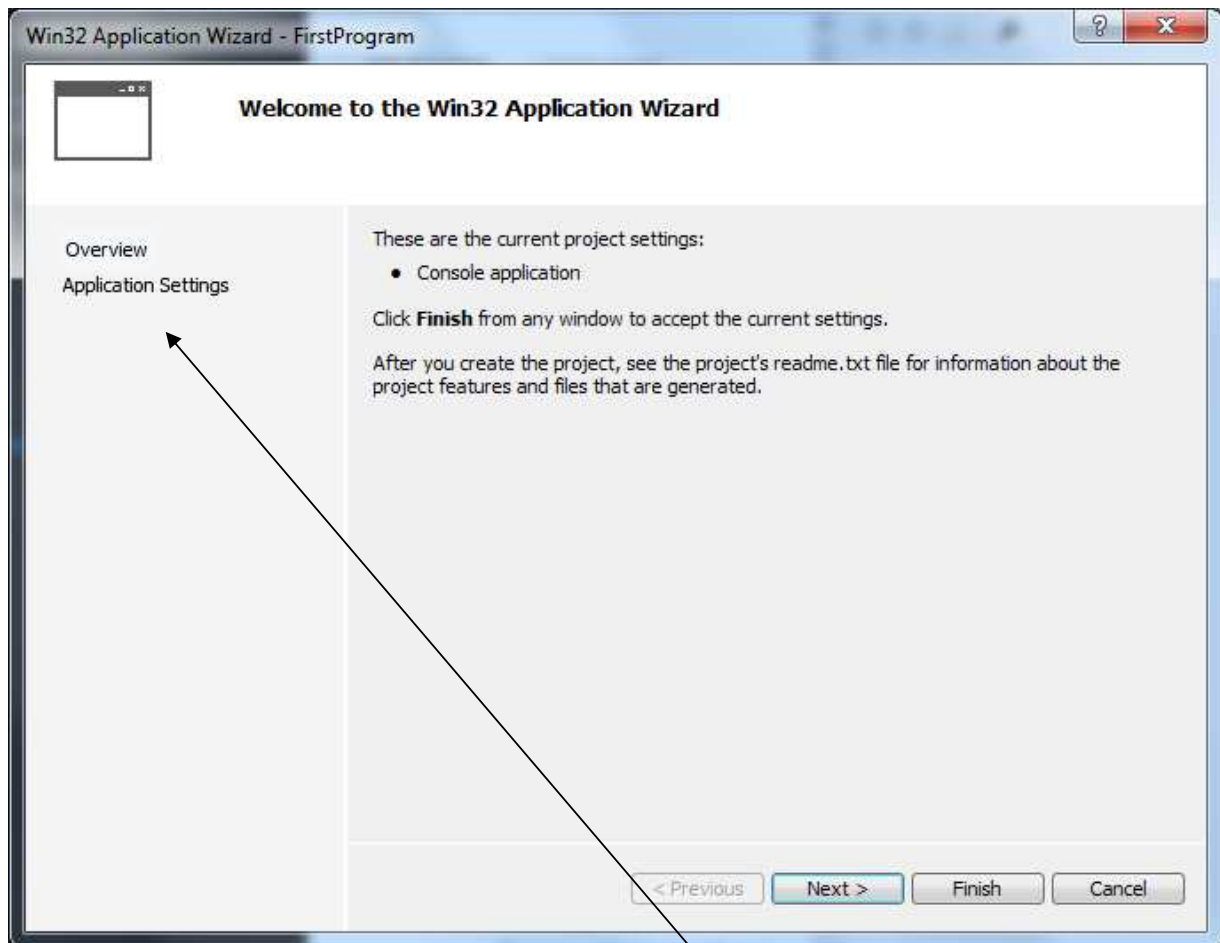 Win32 Application Wizard - FirstProgram
Welcome to the Win32 Application Wizard
Overview
Application Settings
These are the current project settings:
• Console application
Click Finish from any window to accept the current settings.
After you create the project, see the project's readme.txt file for information about the
project features and files that are generated.
< Previous
Next >
Finish
Cancel